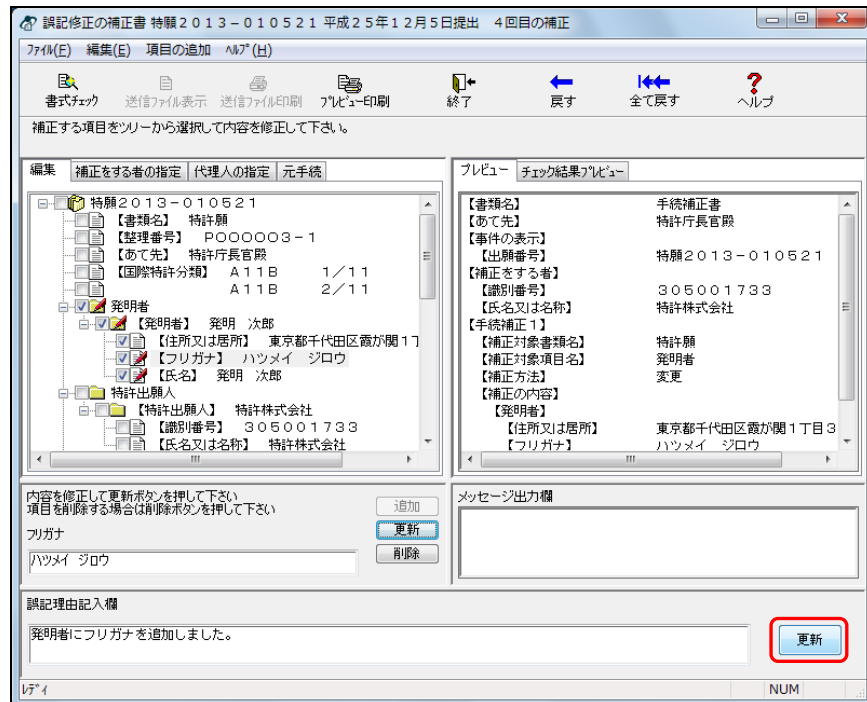 誤記修正の補正書 特願２０１３－０１０５２１ 平成２５年１２月５日提出　４回目の補正
ﾌｧｲﾙ(F)　編集(E)　項目の追加　ﾍﾙﾌﾟ(H)
書式ﾁｪｯｸ　送信ﾌｧｲﾙ表示　送信ﾌｧｲﾙ印刷　ﾌﾟﾚﾋﾞｭｰ印刷　終了　戻す　全て戻す　ヘルプ
補正する項目をツリーから選択して内容を修正して下さい。
編集　補正をする者の指定　代理人の指定　元手続
特願２０１３－０１０５２１
【書類名】　特許願
【整理番号】　Ｐ０００００３－１
【あて先】　特許庁長官殿
【国際特許分類】　Ａ１１Ｂ　　１／１１
Ａ１１Ｂ　　２／１１
発明者
【発明者】　発明　次郎
【住所又は居所】　東京都千代田区霞が関１丁
【フリガナ】　ハツメイ　ジロウ
【氏名】　発明　次郎
特許出願人
【特許出願人】　特許株式会社
【識別番号】　３０５００１７３３
【氏名又は名称】　特許株式会社
プレビュー　チェック結果ﾌﾟﾚﾋﾞｭｰ
【書類名】　手続補正書
【あて先】　特許庁長官殿
【事件の表示】
【出願番号】　特願２０１３－０１０５２１
【補正をする者】
【識別番号】　３０５００１７３３
【氏名又は名称】　特許株式会社
【手続補正１】
【補正対象書類名】　特許願
【補正対象項目名】　発明者
【補正方法】　変更
【補正の内容】
【発明者】
【住所又は居所】　東京都千代田区霞が関１丁目３
【フリガナ】　ハツメイ　ジロウ
内容を修正して更新ボタンを押して下さい
項目を削除する場合は削除ボタンを押して下さい
追加
フリガナ
更新
ハツメイ ジロウ
削除
メッセージ出力欄
誤記理由記入欄
発明者にフリガナを追加しました。
更新
ﾚﾃﾞｨ
NUM